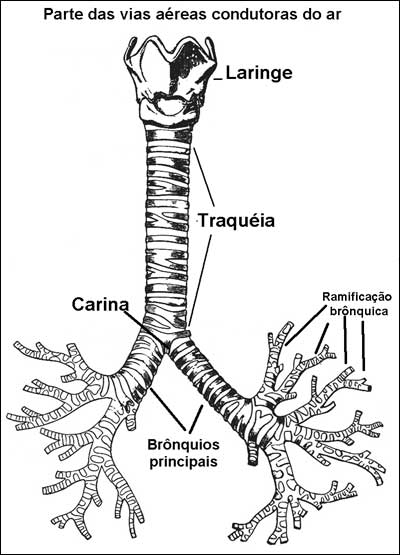 Parte das vias aéreas condutoras do ar
Laringe
Traquéia
Carina
Ramificação
brônquica
Brônquios
principais